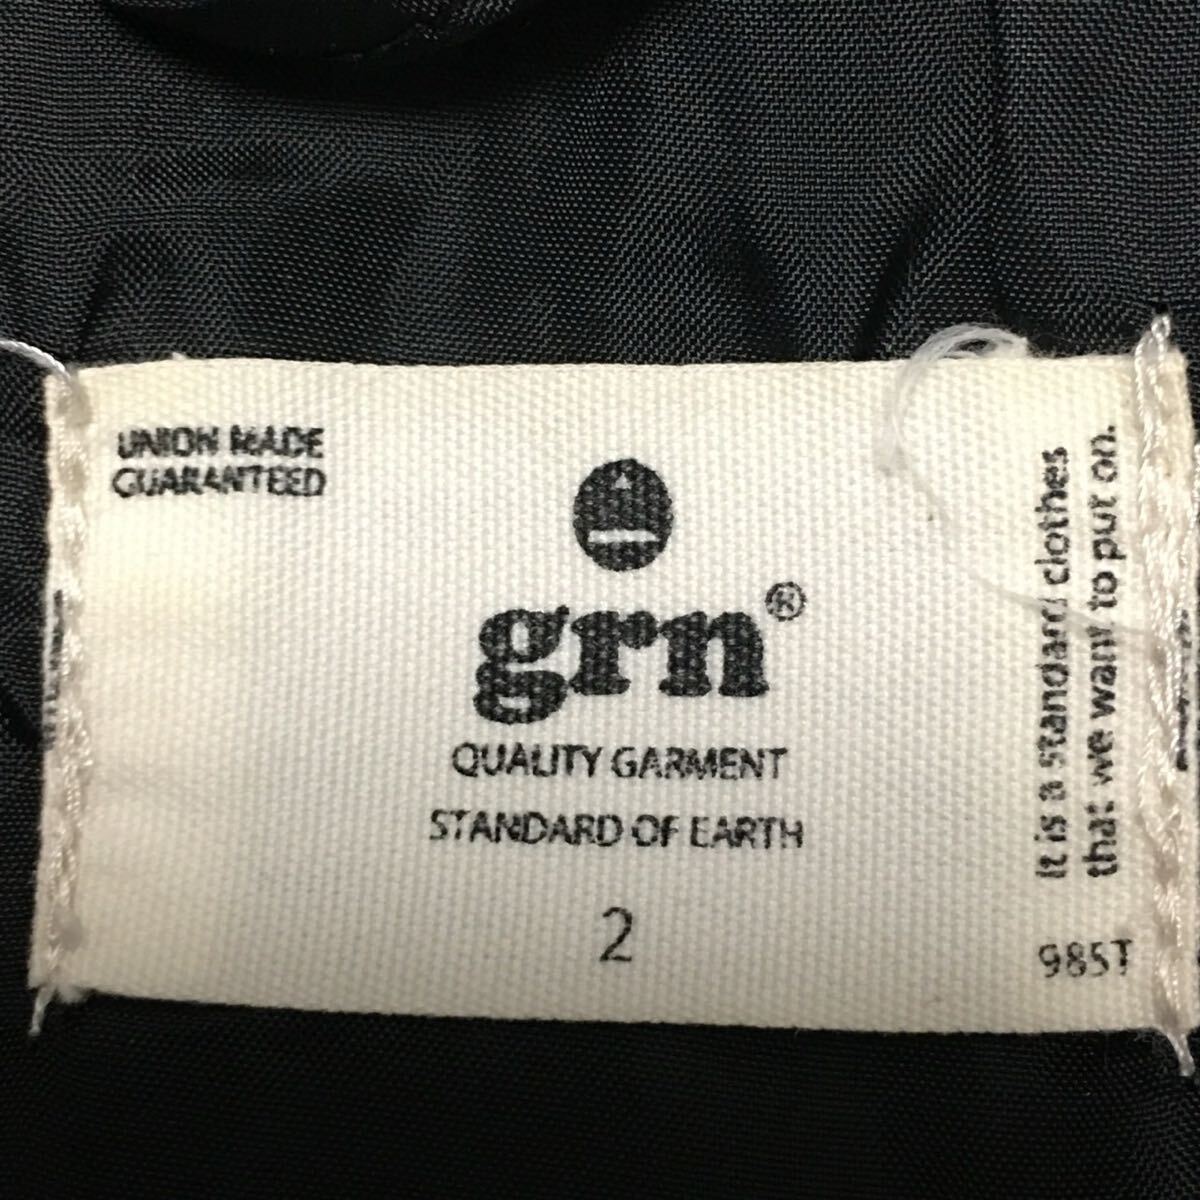 UNION MADE
GUARANTEED
grn®
QUALITY GARMENT
STANDARD OF EARTH
2
It is a standard clothes
that we want to put on.
985T